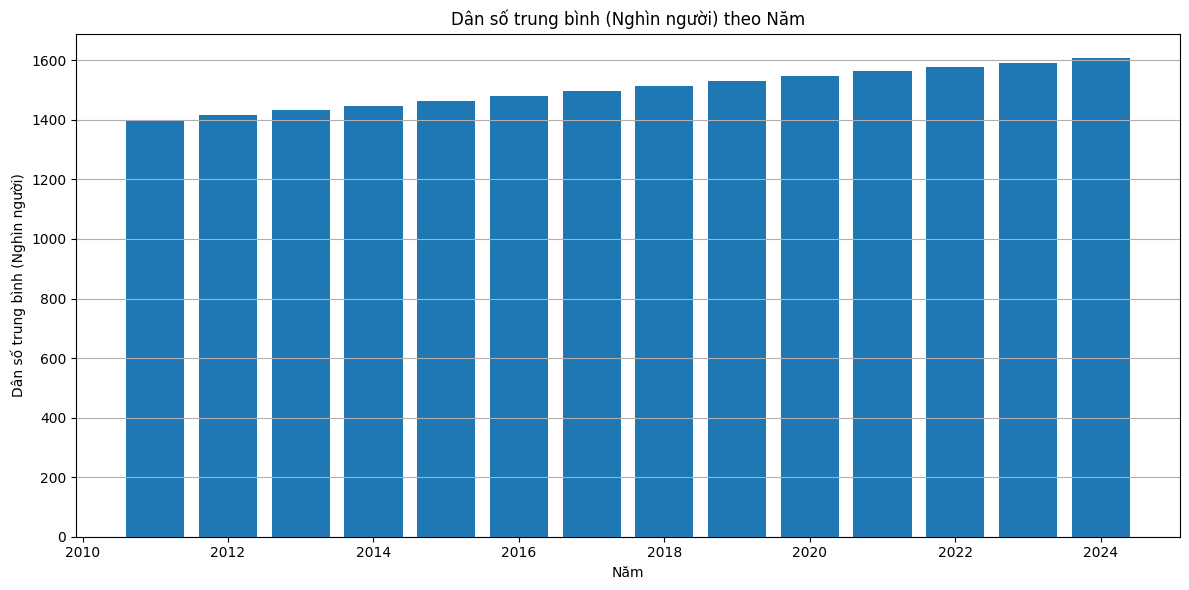 Dân số trung bình (Nghìn người) theo Năm
Dân số trung bình (Nghìn người)
1600
1400
1200
1000
800
600
400
200
0
2010 2012 2014 2016 2018 2020 2022 2024
Năm